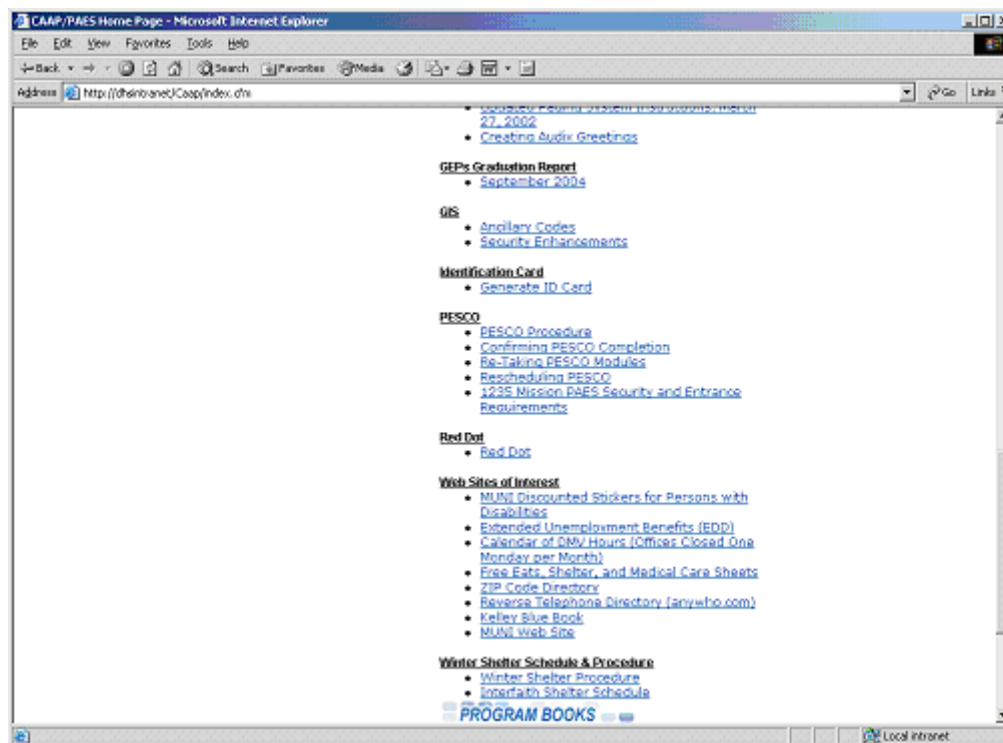 CAAP/PAES Home Page - Microsoft Internet Explorer
File Edit View Favorites Tools Help
Back Search Favorites Media
Address http://dhsintranet/Caap/index.cfm Go Links
Updated Paging System Instructions, March
27, 2002
Creating Audix Greetings
GEPs Graduation Report
September 2004
GIS
Ancillary Codes
Security Enhancements
Identification Card
Generate ID Card
PESCO
PESCO Procedure
Confirming PESCO Completion
Re-Taking PESCO Modules
Rescheduling PESCO
1235 Mission PAES Security and Entrance
Requirements
Red Dot
Red Dot
Web Sites of Interest
MUNI Discounted Stickers for Persons with
Disabilities
Extended Unemployment Benefits (EDD)
Calendar of DMV Hours (Offices Closed One
Monday per Month)
Free Eats, Shelter, and Medical Care Sheets
ZIP Code Directory
Reverse Telephone Directory (anywho.com)
Kelley Blue Book
MUNI Web Site
Winter Shelter Schedule & Procedure
Winter Shelter Procedure
Interfaith Shelter Schedule
PROGRAM BOOKS
Local intranet